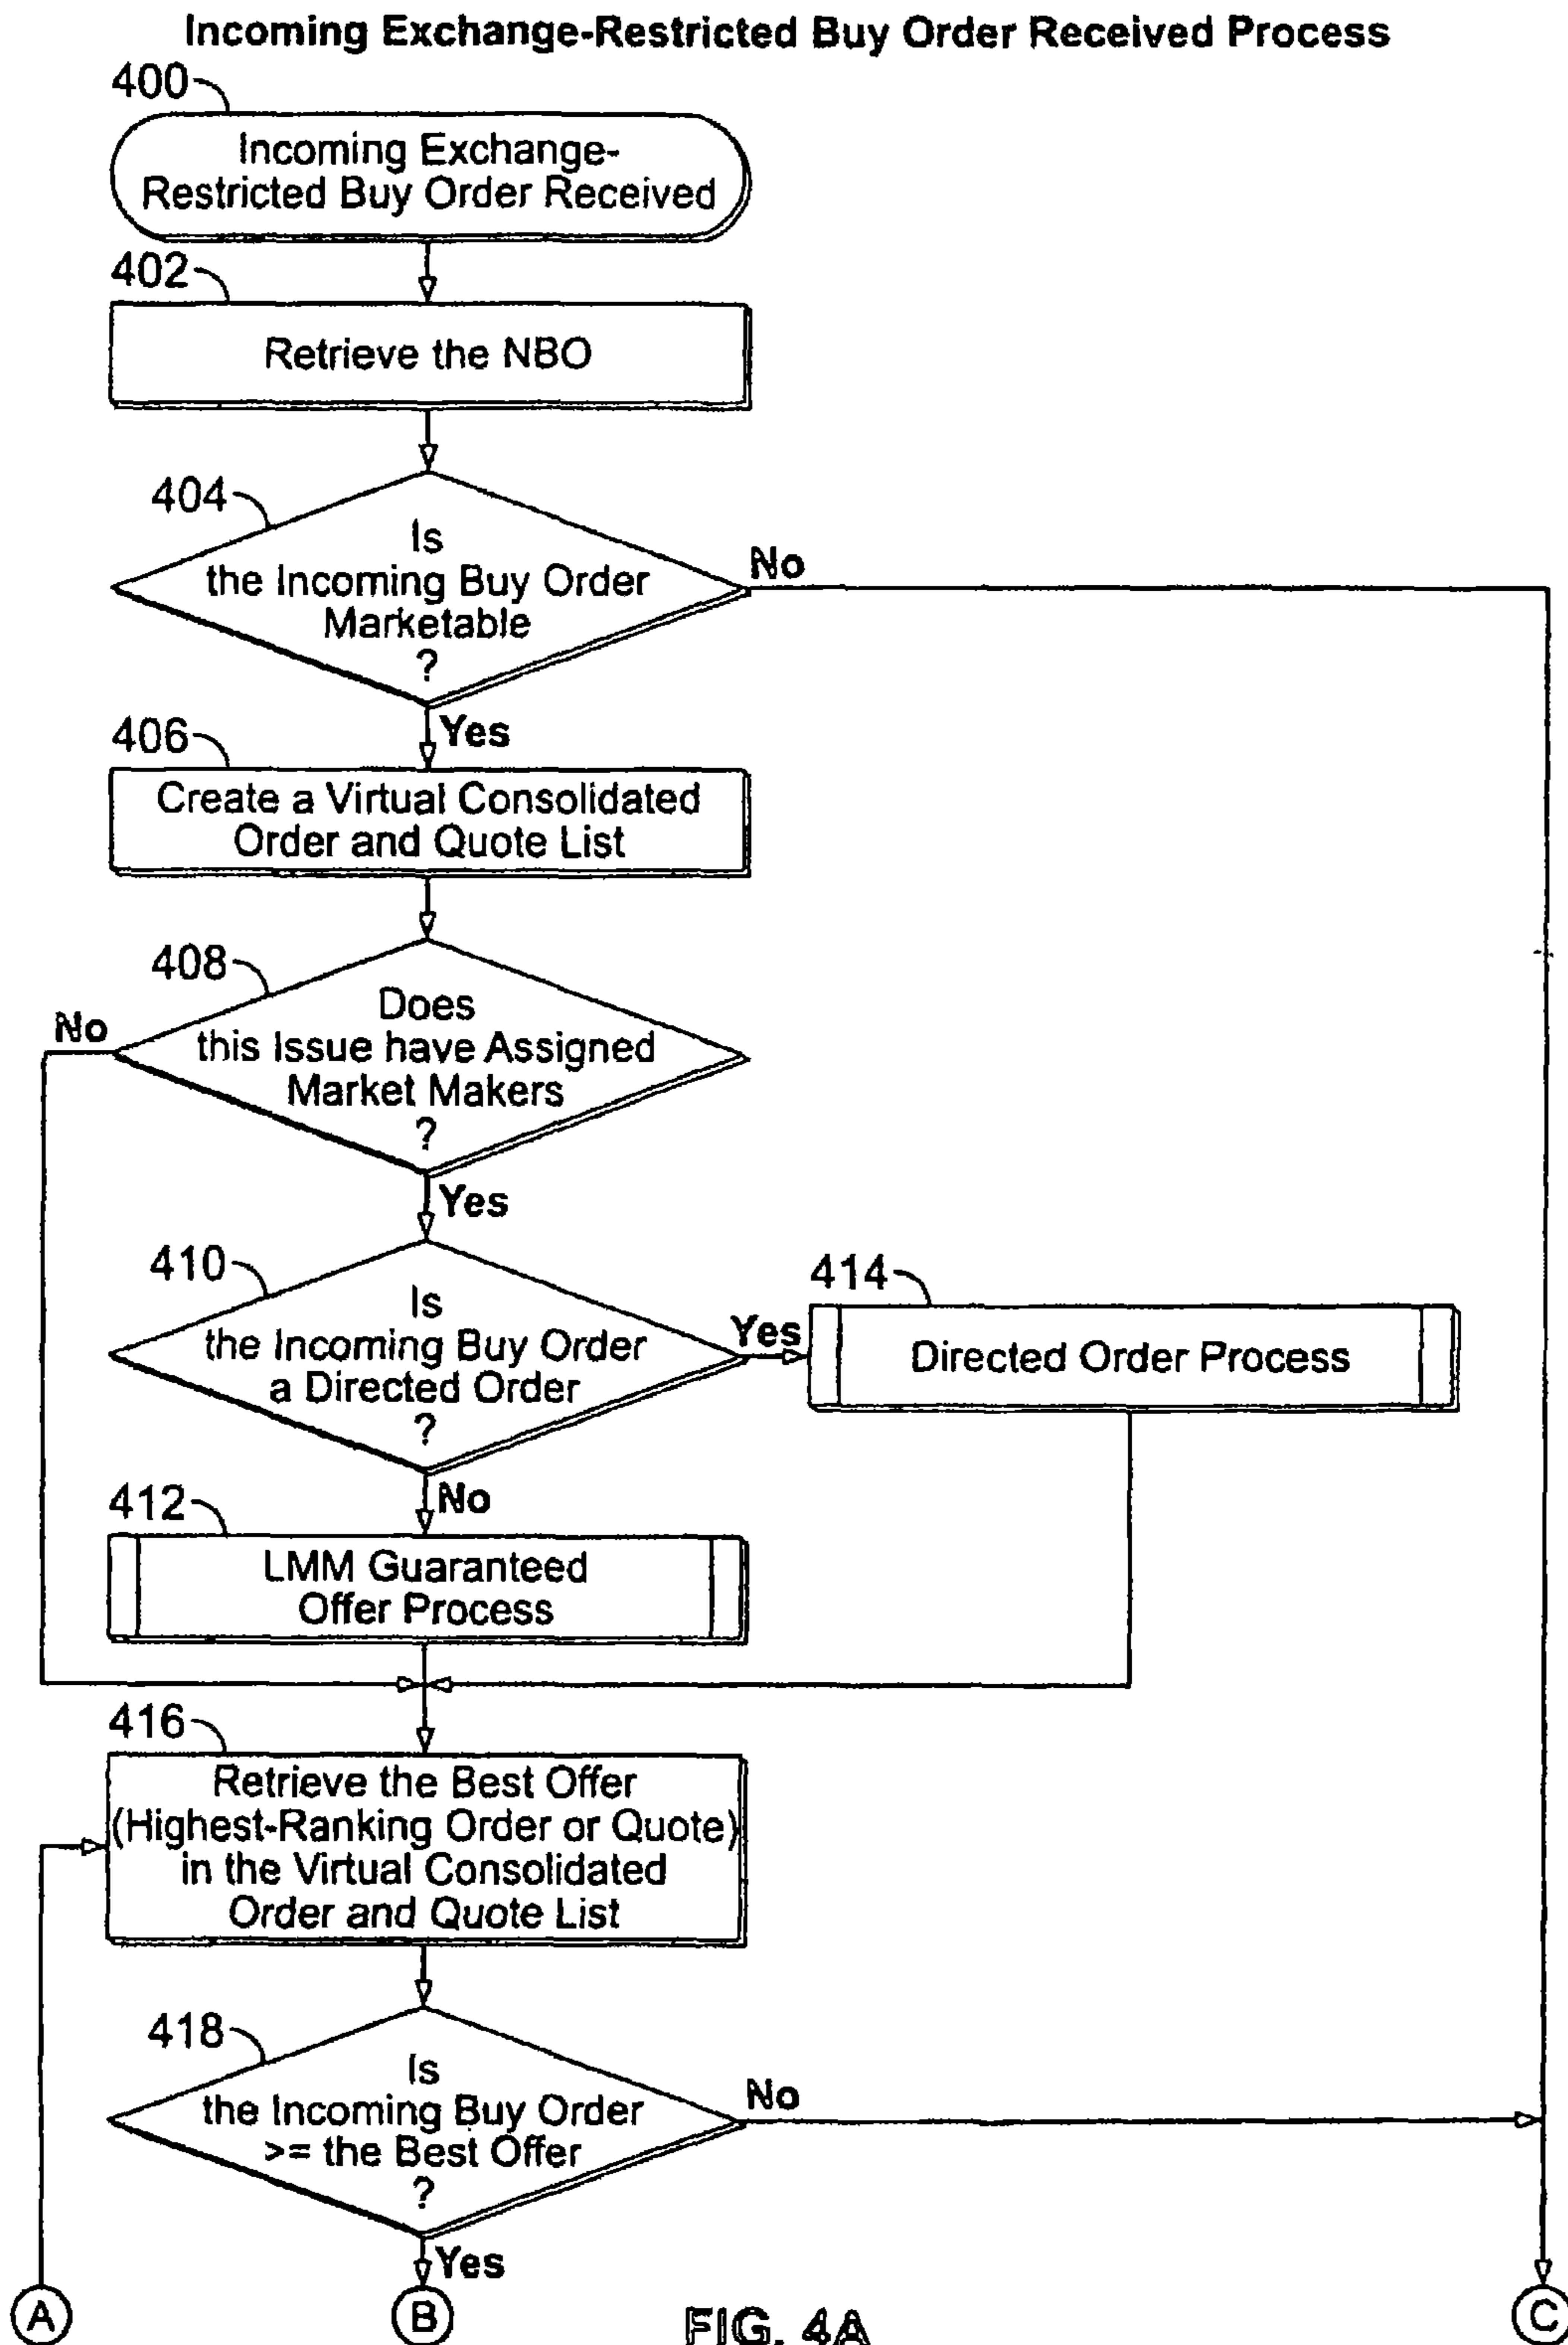 Incoming Exchange-Restricted Buy Order Received Process
400
Incoming Exchange-
Restricted Buy Order Received
402
Retrieve the NBO
404
Is
the Incoming Buy Order
Marketable
?
No
Yes
406
Create a Virtual Consolidated
Order and Quote List
408
Does
this Issue have Assigned
Market Makers
?
No
Yes
410
Is
the Incoming Buy Order
a Directed Order
?
Yes
414
Directed Order Process
No
412
LMM Guaranteed
Offer Process
416
Retrieve the Best Offer
(Highest-Ranking Order or Quote)
in the Virtual Consolidated
Order and Quote List
418
Is
the Incoming Buy Order
>= the Best Offer
?
No
Yes
A
B
C
FIG. 4A